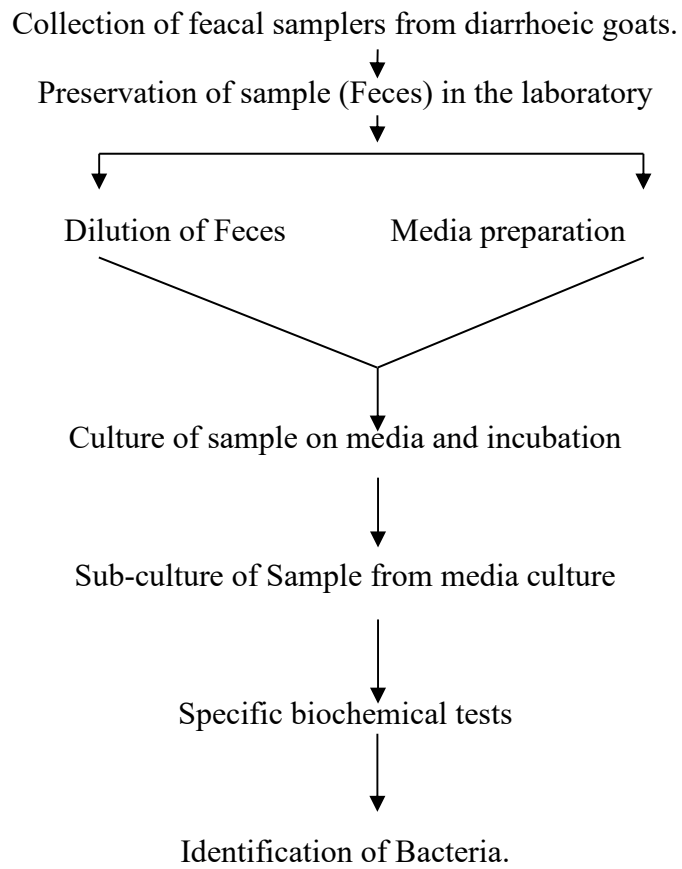 Collection of feacal samplers from diarrhoeic goats.
Preservation of sample (Feces) in the laboratory
Dilution of Feces
Media preparation
Culture of sample on media and incubation
Sub-culture of Sample from media culture
Specific biochemical tests
Identification of Bacteria.